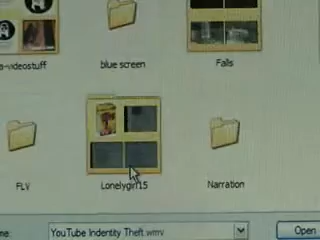 a-videostuff
blue screen
Falls
FLV
Lonelygirl15
Narration
me:
YouTube Indentity Theft.wmv
Open